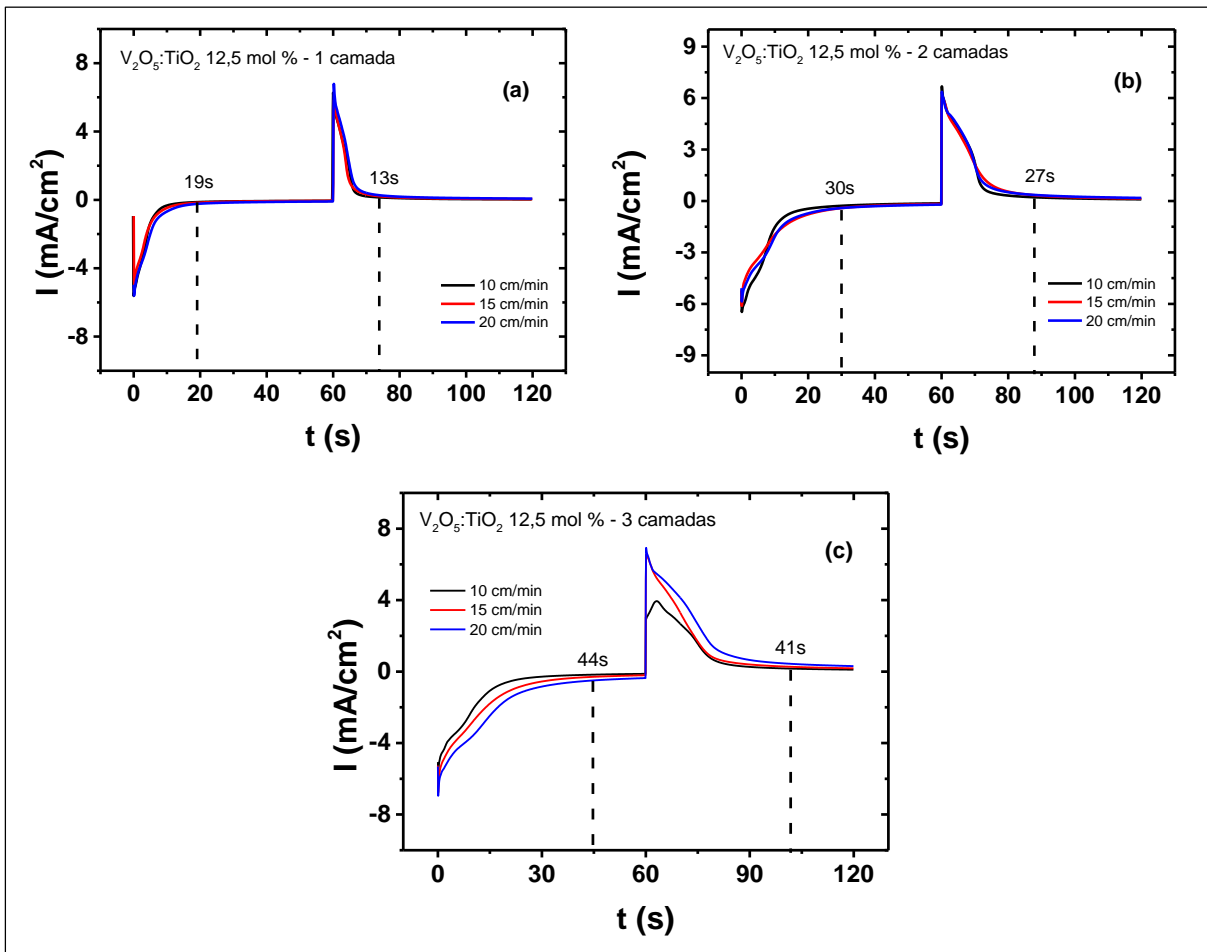 V₂O₅:TiO₂ 12,5 mol % - 1 camada
(a)
19s
13s
10 cm/min
15 cm/min
20 cm/min
I (mA/cm²)
8
4
0
-4
-8
0
20
40
60
80
100
120
t (s)
V₂O₅:TiO₂ 12,5 mol % - 2 camadas
(b)
30s
27s
10 cm/min
15 cm/min
20 cm/min
I (mA/cm²)
9
6
3
0
-3
-6
-9
0
20
40
60
80
100
120
t (s)
V₂O₅:TiO₂ 12,5 mol % - 3 camadas
(c)
10 cm/min
15 cm/min
20 cm/min
44s
41s
I (mA/cm²)
8
4
0
-4
-8
0
30
60
90
120
t (s)